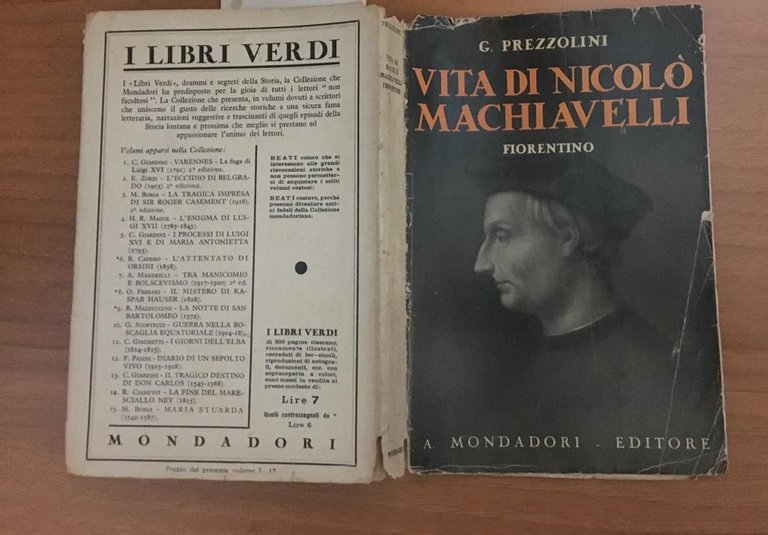 I LIBRI VERDI
I «Libri Verdi», drammi e segreti della Storia, la Collezione che
Mondadori ha predisposto per la gioia di tutti i lettori " non
facoltosi ". La Collezione che presenta, in volumi dovuti a scrittori
che uniscono il gusto delle ricerche storiche a una sicura fama
letteraria, narrazioni suggestive e trascinanti di quegli episodi della
Storia lontana e prossima che meglio si prestano ad
appassionare l'animo dei lettori.
Volumi apparsi nella Collezione:
1. C. GIARDINI - VARENNES - La fuga di
Luigi XVI (1791) 2ª edizione.
2. E. ZORZI - L'ECCIDIO DI BELGRA-
DO (1903) 2ª edizione.
3. M. BORSA - LA TRAGICA IMPRESA
DI SIR ROGER CASEMENT (1916).
2ª edizione.
4. H. R. MADOL - L'ENIGMA DI LUI-
GI XVII (1785-1845).
5. C. GIARDINI - I PROCESSI DI LUIGI
XVI E DI MARIA ANTONIETTA
(1793).
*6. R. CADDEO - L'ATTENTATO DI
ORSINI (1858).
7. A. MANDRILLI - TRA MANICOMIO
E BOLSCEVISMO (1917-1920) 2ª ed.
*8. O. FERRARI - IL MISTERO DI KA-
SPAR HAUSER (1828).
*9. R. MAZZUCCONI - LA NOTTE DI SAN
BARTOLOMEO (1572).
10. G. SCORTECCI - GUERRA NELLA BO-
SCAGLIA EQUATORIALE (1914-18).
11. C. GIACHETTI - I GIORNI DELL'ELBA
(1814-1815).
12. F. PASINI - DIARIO DI UN SEPOLTO
VIVO (1915-1918).
13. C. GIARDINI - IL TRAGICO DESTINO
DI DON CARLOS (1545-1568).
14. R. CIAMPINI - LA FINE DEL MARE-
SCIALLO NEY (1815).
15. M. BORSA - MARIA STUARDA
(1542-1587).
BEATI coloro che si
interestano alle grandi
rievocazioni storiche e
non possono permetter-
si di acquistare i soliti
volumi costosi:
BEATI costoro, perché
possono diventare ami-
ci fedeli della Collezione
mondadoriana.
I LIBRI VERDI
di 300 pagine ciascuno,
riccamente illustrati,
corredati di fac-simili,
riproduzioni di autogra-
fi, documenti, ecc. con
sopracoperta a colori,
sono messi in vendita al
prezzo modesto di:
Lire 7
Quelli contrassegnati da *
Lire 6
MONDADORI
Prezzo del presente volume L.
PREZZOLINI
VITA DI
NICOLÒ
MACHIAVELLI
FIORENTINO
MONDADORI
G. PREZZOLINI
VITA DI NICOLÒ
MACHIAVELLI
FIORENTINO
A. MONDADORI - EDITORE